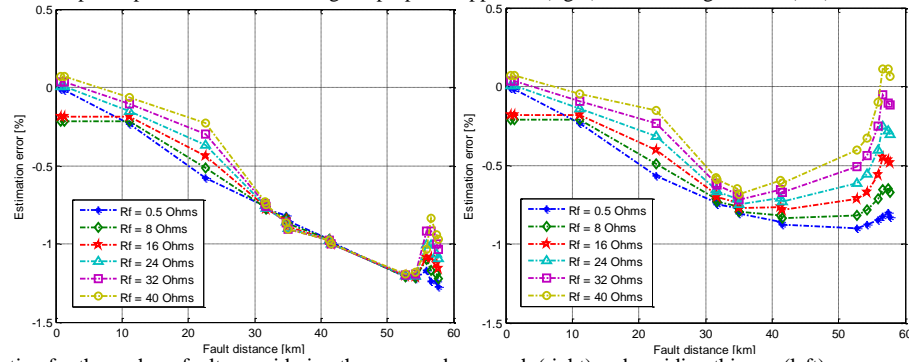 0.5
0
-0.5
-1
-1.5
Estimation error [%]
0 10 20 30 40 50 60
Fault distance [km]
Rf = 0.5 Ohms
Rf = 8 Ohms
Rf = 16 Ohms
Rf = 24 Ohms
Rf = 32 Ohms
Rf = 40 Ohms
0.5
0
-0.5
-1
-1.5
Estimation error [%]
0 10 20 30 40 50 60
Fault distance [km]
Rf = 0.5 Ohms
Rf = 8 Ohms
Rf = 16 Ohms
Rf = 24 Ohms
Rf = 32 Ohms
Rf = 40 Ohms